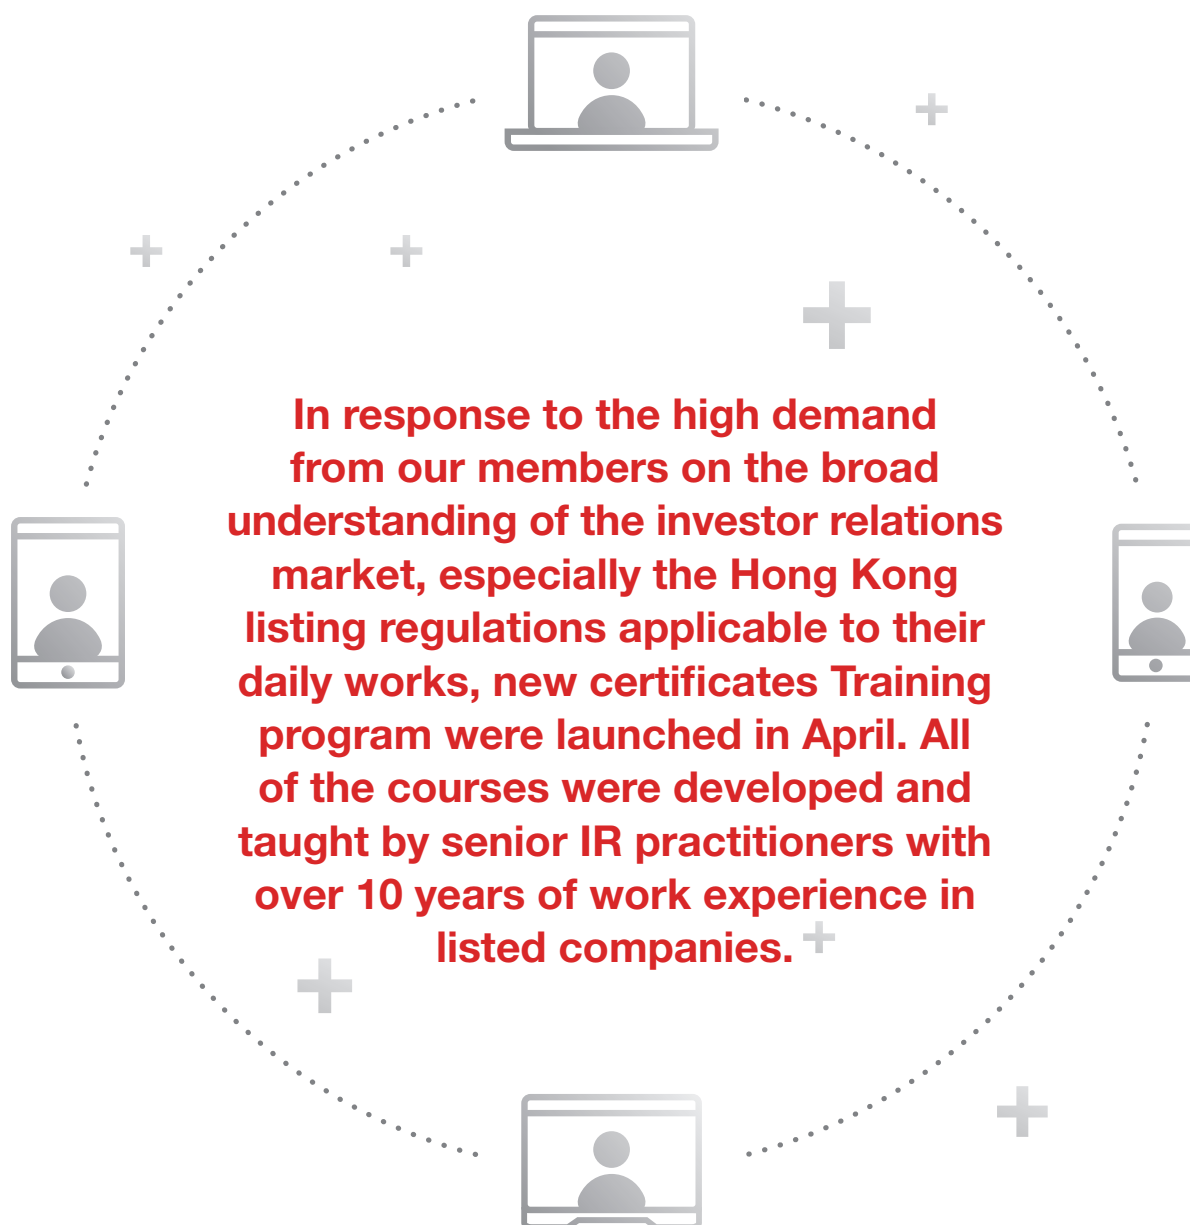 In response to the high demand
from our members on the broad
understanding of the investor relations
market, especially the Hong Kong
listing regulations applicable to their
daily works, new certificates Training
program were launched in April. All
of the courses were developed and
taught by senior IR practitioners with
over 10 years of work experience in
listed companies.